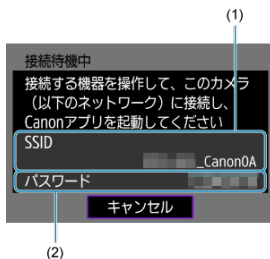 (1)
接続待機中
接続する機器を操作して、このカメラ
（以下のネットワーク）に接続し、
Canonアプリを起動してください
SSID
_Canon0A
パスワード
キャンセル
(2)